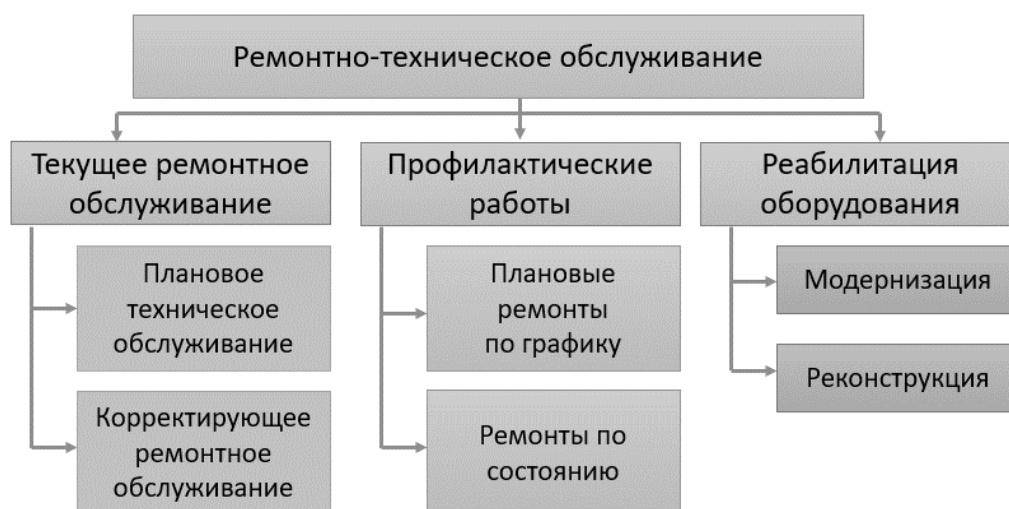 Ремонтно-техническое обслуживание
Текущее ремонтное
обслуживание
Плановое
техническое
обслуживание
Корректирующее
ремонтное
обслуживание
Профилактические
работы
Плановые
ремонты
по графику
Ремонты по
состоянию
Реабилитация
оборудования
Модернизация
Реконструкция